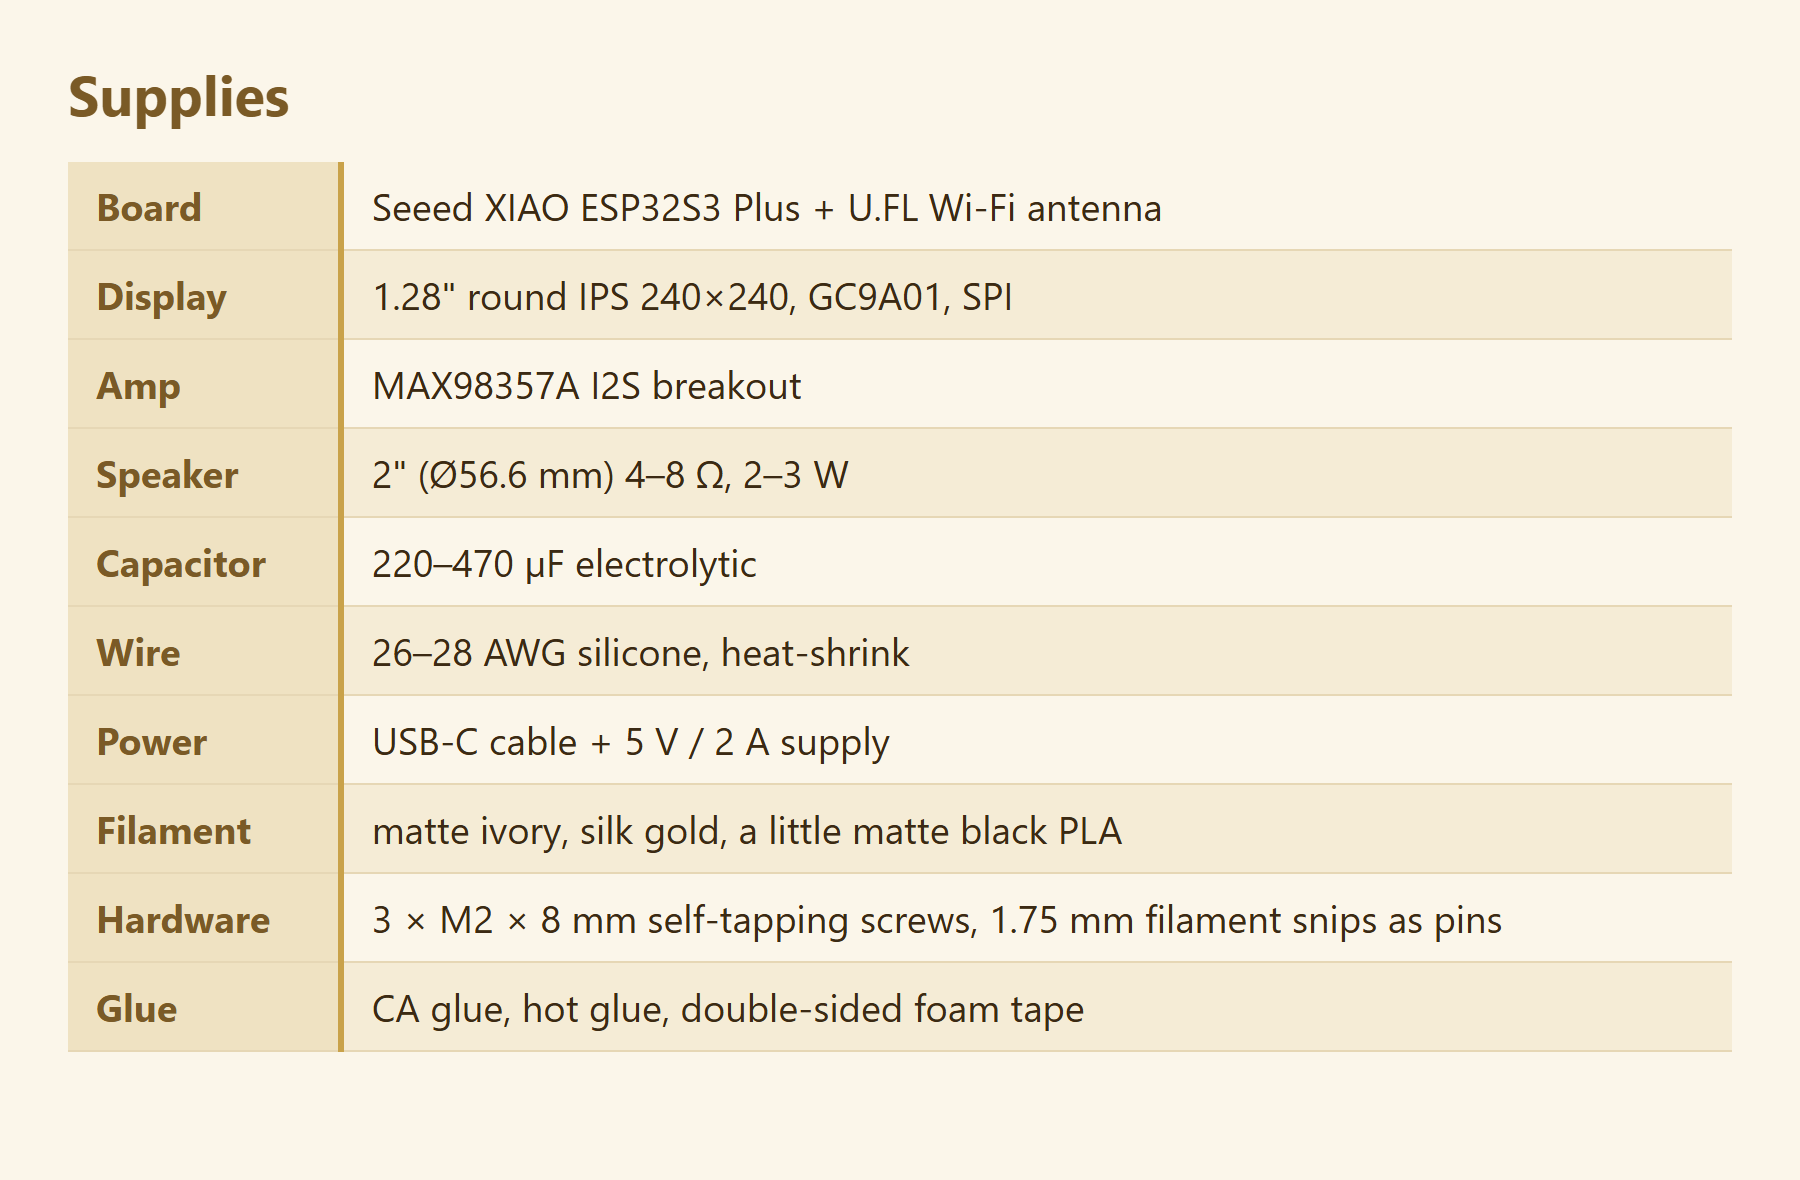 Supplies
Board Seeed XIAO ESP32S3 Plus + U.FL Wi-Fi antenna
Display 1.28" round IPS 240×240, GC9A01, SPI
Amp MAX98357A I2S breakout
Speaker 2" (Ø56.6 mm) 4–8 Ω, 2–3 W
Capacitor 220–470 µF electrolytic
Wire 26–28 AWG silicone, heat-shrink
Power USB-C cable + 5 V / 2 A supply
Filament matte ivory, silk gold, a little matte black PLA
Hardware 3 × M2 × 8 mm self-tapping screws, 1.75 mm filament snips as pins
Glue CA glue, hot glue, double-sided foam tape